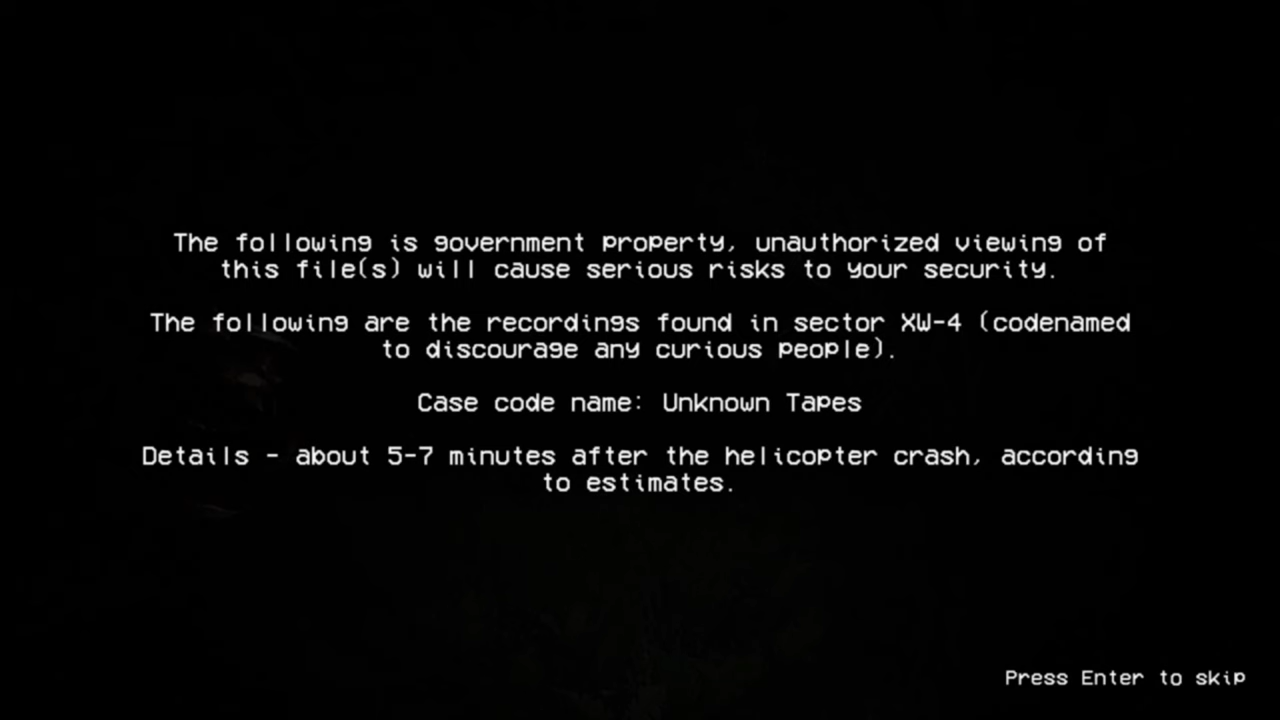 The following is government property, unauthorized viewing of
this file(s) will cause serious risks to your security.
The following are the recordings found in sector XW-4 (codenamed
to discourage any curious people).
Case code name: Unknown Tapes
Details - about 5-7 minutes after the helicopter crash, according
to estimates.
Press Enter to skip